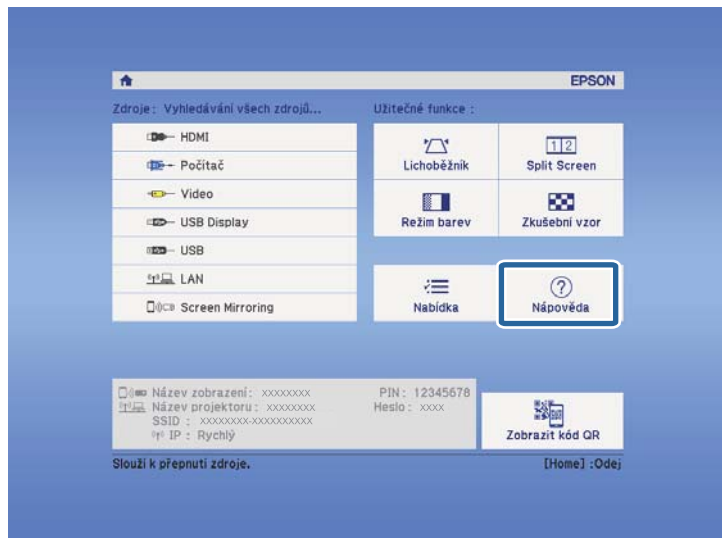 EPSON
Zdroje : Vyhledávání všech zdrojů...
HDMI
Počítač
Video
USB Display
USB
LAN
Screen Mirroring
Užitečné funkce :
Lichoběžník
1 2
Split Screen
Režim barev
Zkušební vzor
Nabídka
?
Nápověda
Název zobrazení : xxxxxxxx
Název projektoru : xxxxxxxx
SSID : xxxxxxxx-xxxxxxxxxx
IP : Rychlý
PIN : 12345678
Heslo : xxxx
Zobrazit kód QR
Slouží k přepnutí zdroje.
[Home] :Odej